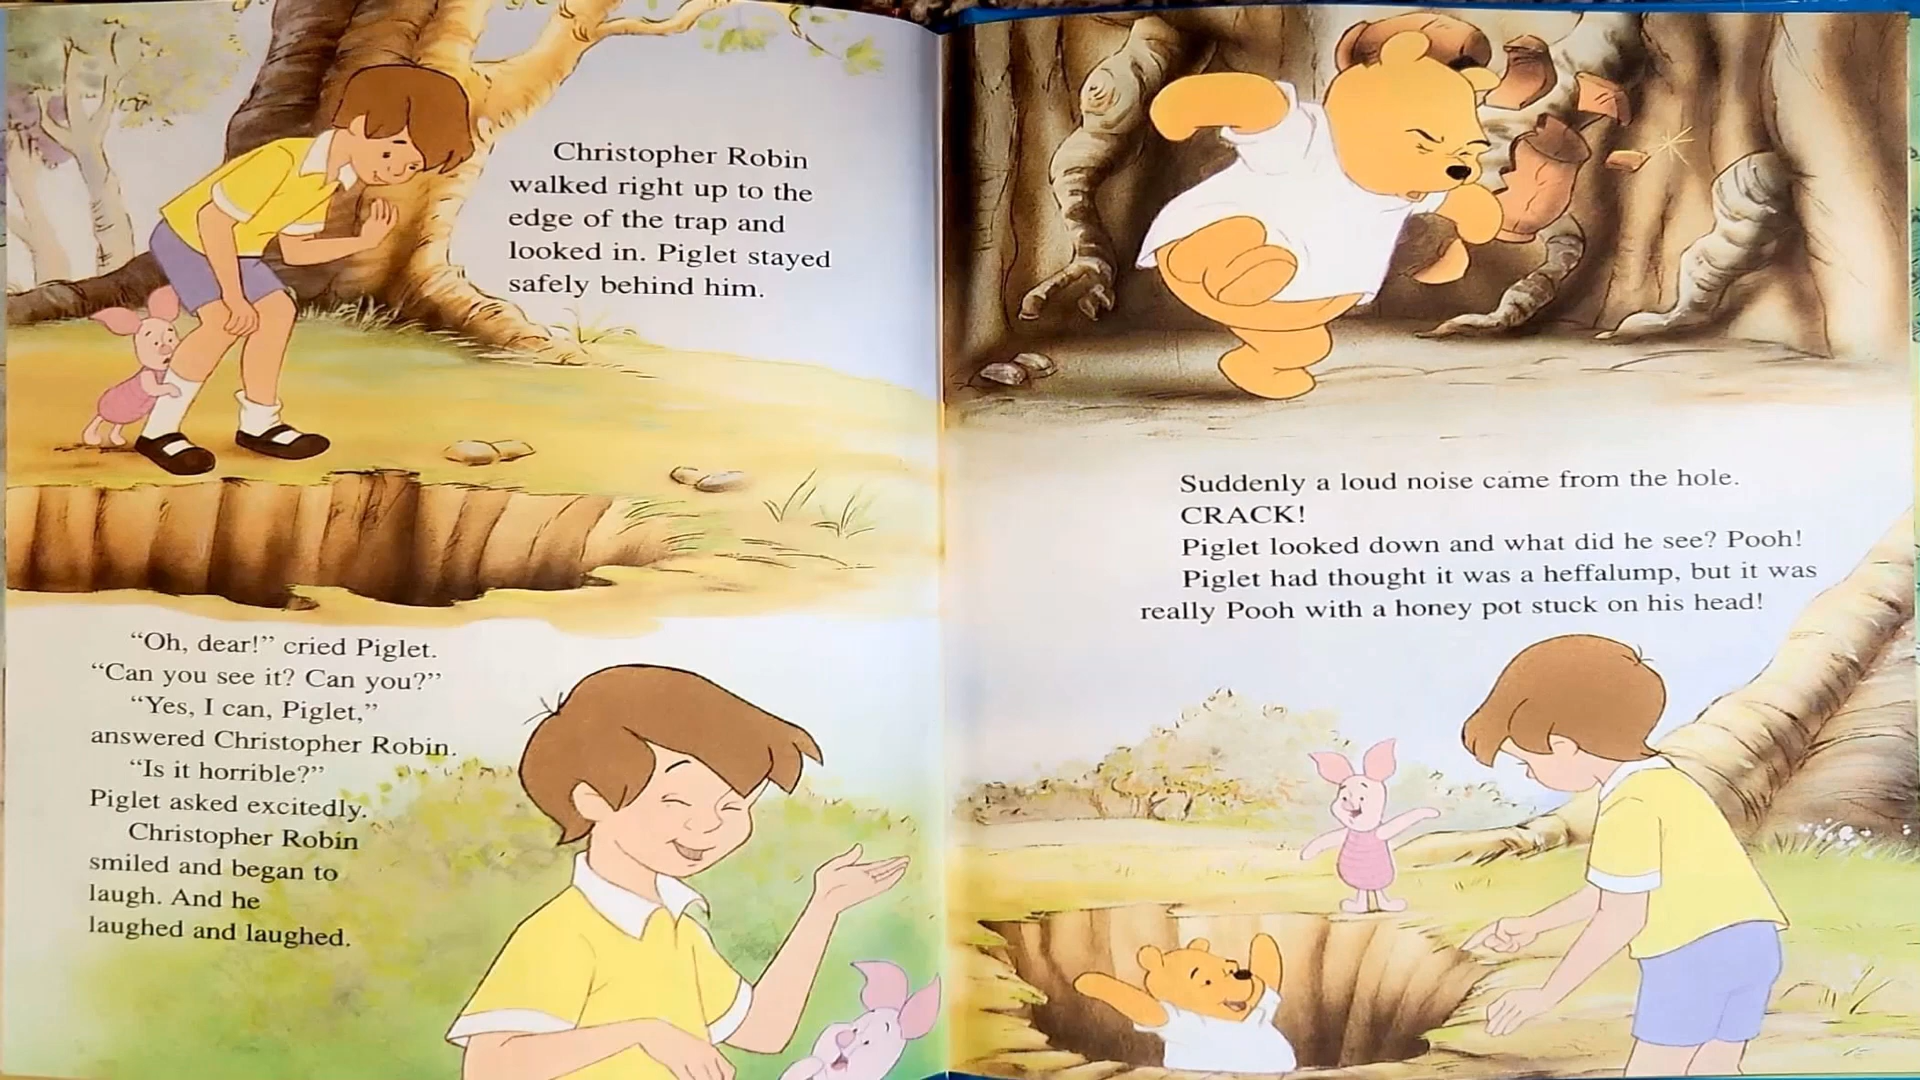 Christopher Robin
walked right up to the
edge of the trap and
looked in. Piglet stayed
safely behind him.
“Oh, dear!” cried Piglet.
“Can you see it? Can you?”
“Yes, I can, Piglet,”
answered Christopher Robin.
“Is it horrible?”
Piglet asked excitedly.
Christopher Robin
smiled and began to
laugh. And he
laughed and laughed.
Suddenly a loud noise came from the hole.
CRACK!
Piglet looked down and what did he see? Pooh!
Piglet had thought it was a heffalump, but it was
really Pooh with a honey pot stuck on his head!